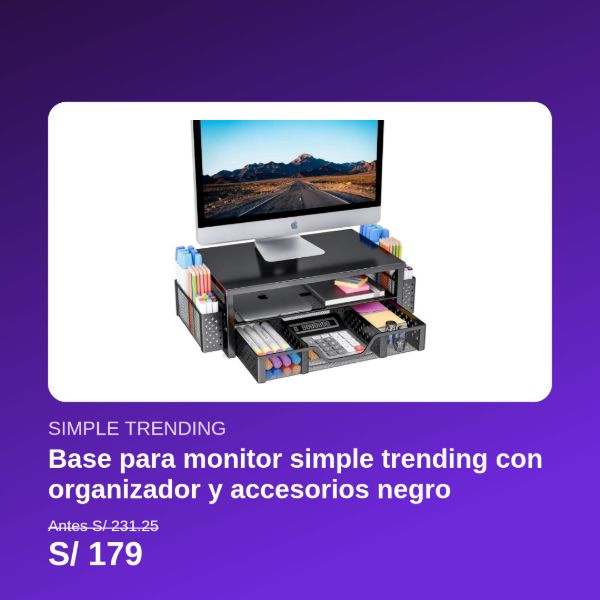 SIMPLE TRENDING
Base para monitor simple trending con
organizador y accesorios negro
Antes S/ 231.25
S/ 179